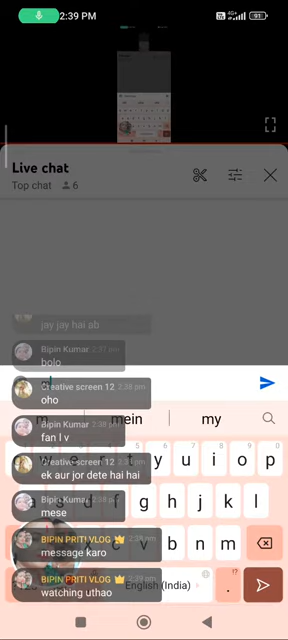 2:39 PM
4G+
91
Live chat
Top chat 6
jay jay hai ab
Bipin Kumar 2:37 pm
bolo
Creative screen 12 2:38 pm
oho
m mein my
Bipin Kumar 2:38 pm
fan l v
w e r t y u i o p
Creative screen 12
ek aur jor dete hai hai
Bipin Kumar 2:38 pm
mese
d f g h j k l
BIPIN PRITI VLOG 2:38 pm
message karo
c v b n m
BIPIN PRITI VLOG 2:39 pm
watching uthao
English (India)
.
!?